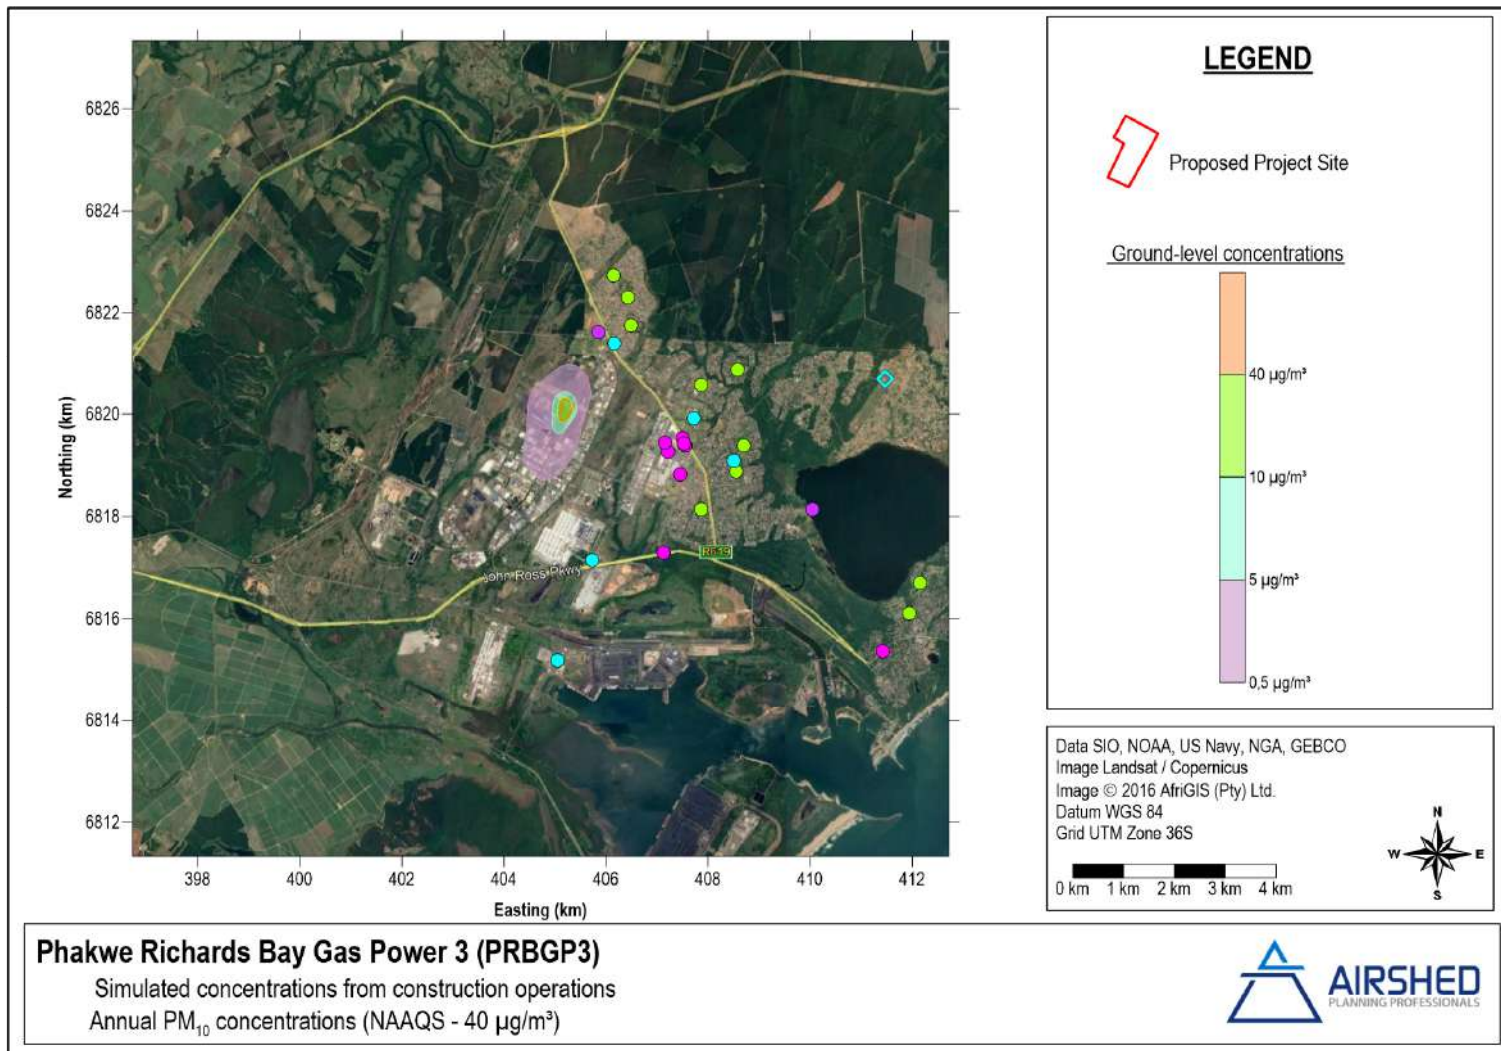 LEGEND
Proposed Project Site
Ground-level concentrations
40 µg/m³
10 µg/m³
5 µg/m³
0,5 µg/m³
6826
6824
6822
6820
6818
6816
6814
6812
Northing (km)
R619
John Ross Pkwy
398
400
402
404
406
408
410
412
Easting (km)
Data SIO, NOAA, US Navy, NGA, GEBCO
Image Landsat / Copernicus
Image © 2016 AfriGIS (Pty) Ltd.
Datum WGS 84
Grid UTM Zone 36S
0 km 1 km 2 km 3 km 4 km
N
W E
S
Phakwe Richards Bay Gas Power 3 (PRBGP3)
Simulated concentrations from construction operations
Annual PM₁₀ concentrations (NAAQS - 40 µg/m³)
AIRSHED
PLANNING PROFESSIONALS